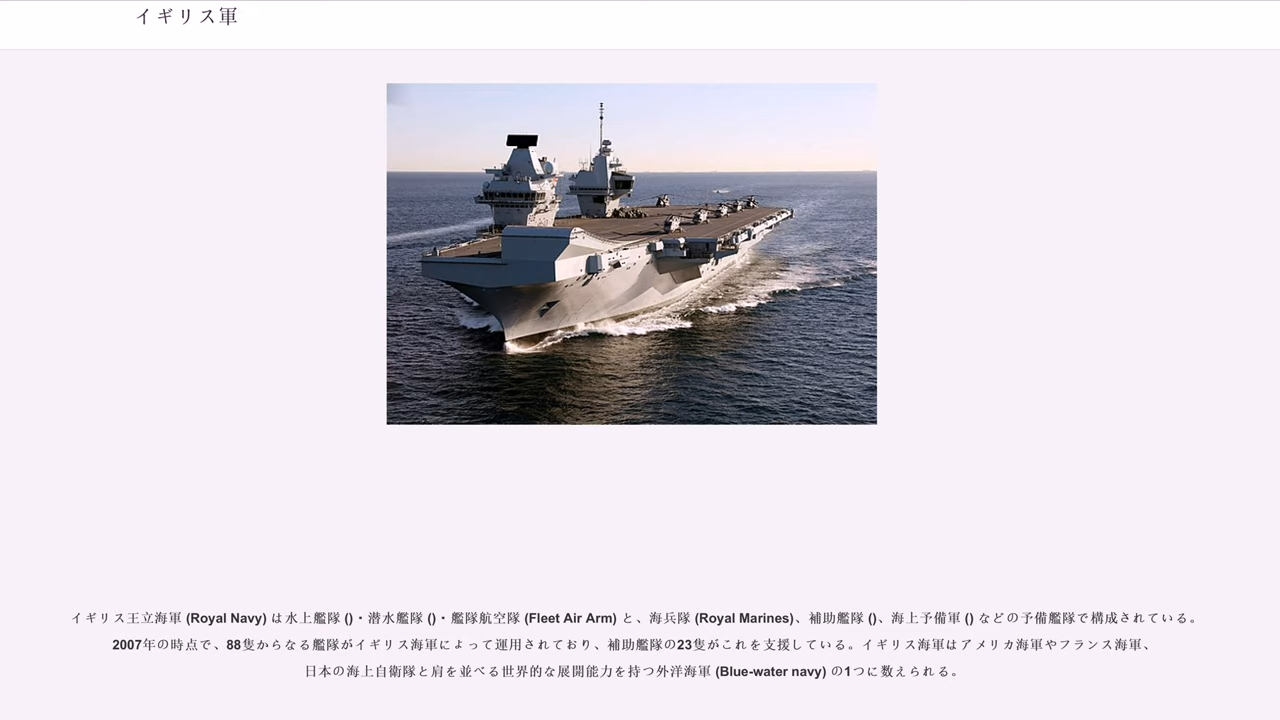 イギリス軍
イギリス王立海軍 (Royal Navy) は水上艦隊 ()・潜水艦隊 ()・艦隊航空隊 (Fleet Air Arm) と、海兵隊 (Royal Marines)、補助艦隊 ()、海上予備軍 () などの予備艦隊で構成されている。
2007年の時点で、88隻からなる艦隊がイギリス海軍によって運用されており、補助艦隊の23隻がこれを支援している。イギリス海軍はアメリカ海軍やフランス海軍、
日本の海上自衛隊と肩を並べる世界的な展開能力を持つ外洋海軍 (Blue-water navy) の1つに数えられる。